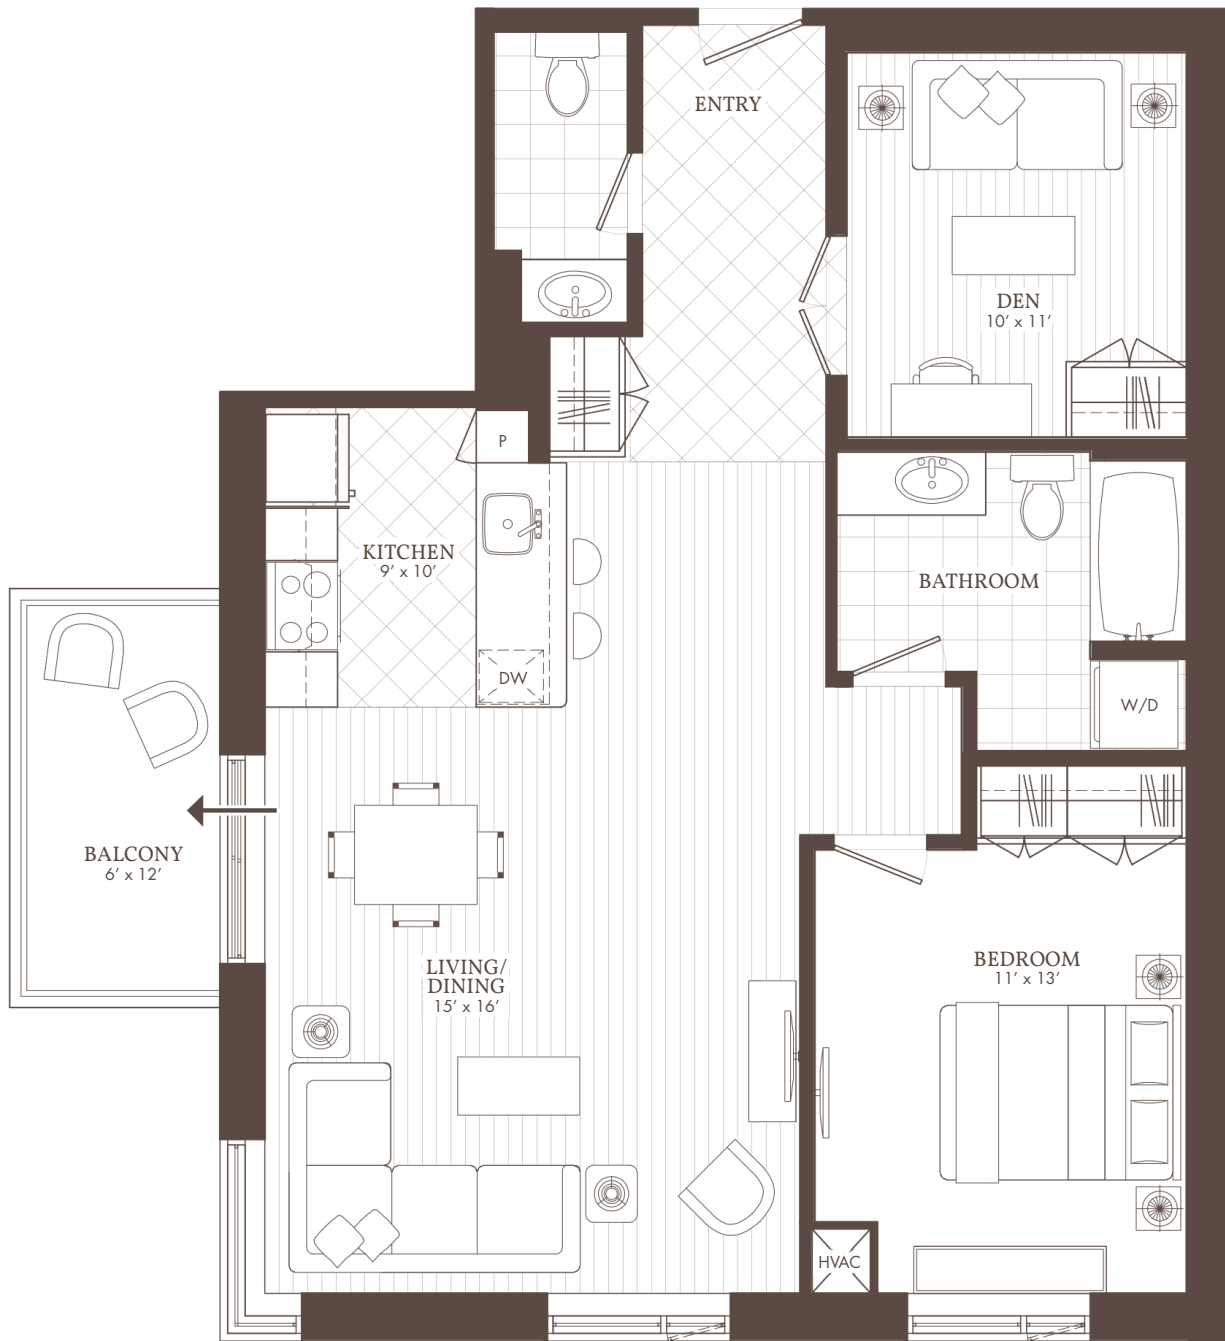 ENTRY
DEN
10’ x 11’
P
KITCHEN
9’ x 10’
BATHROOM
DW
W/D
BALCONY
6’ x 12’
LIVING/
DINING
15’ x 16’
BEDROOM
11’ x 13’
HVAC